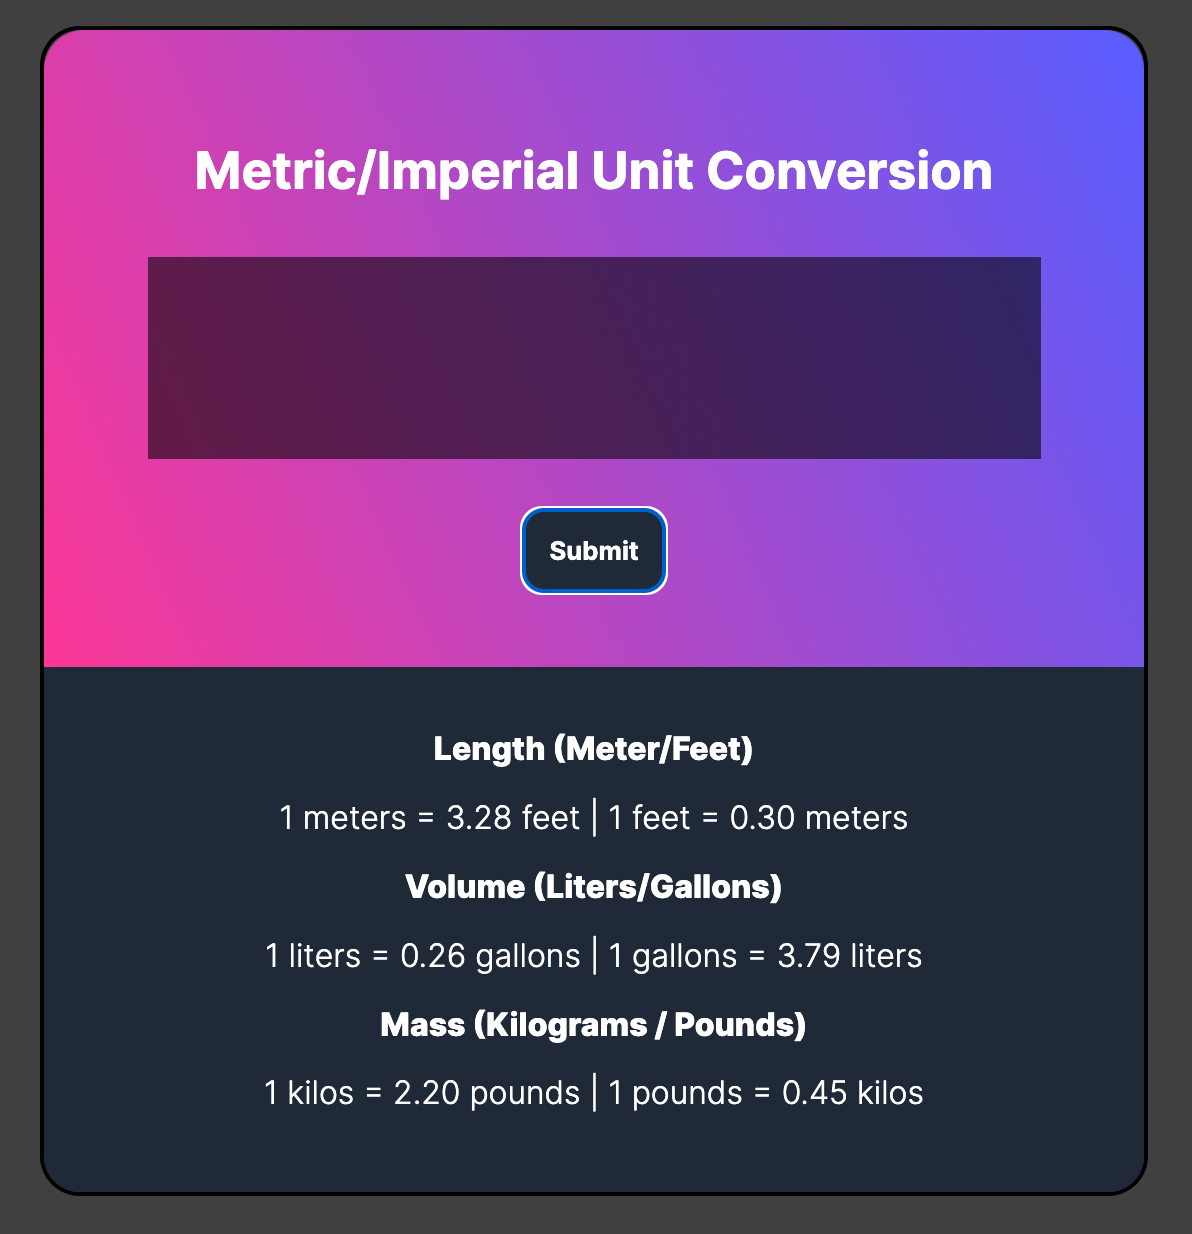 Metric/Imperial Unit Conversion
Submit
Length (Meter/Feet)
1 meters = 3.28 feet | 1 feet = 0.30 meters
Volume (Liters/Gallons)
1 liters = 0.26 gallons | 1 gallons = 3.79 liters
Mass (Kilograms / Pounds)
1 kilos = 2.20 pounds | 1 pounds = 0.45 kilos